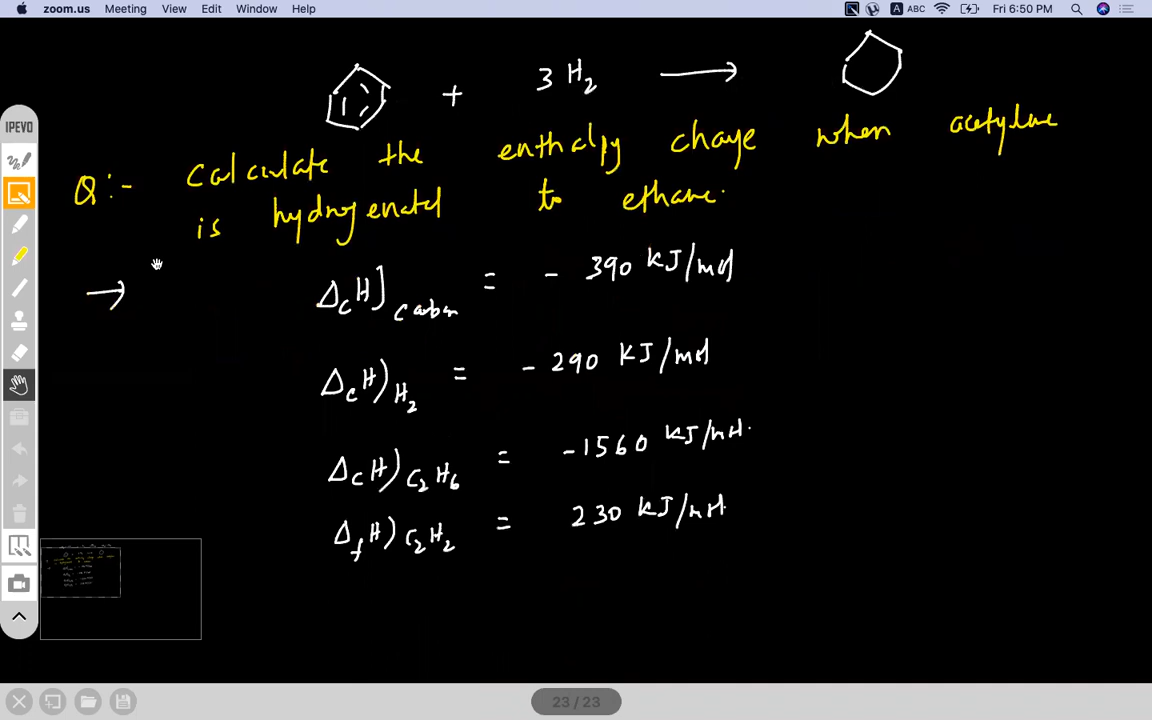 zoom.us Meeting View Edit Window Help A ABC Fri 6:50 PM
+ 3 H2 →
Q:- Calculate the enthalpy change when acetylene
is hydrogenated to ethane.
→ ΔcH]carbon = - 390 KJ/mol
ΔcH)H2 = - 290 KJ/mol
ΔcH)C2H6 = -1560 KJ/mol.
ΔfH)C2H2 = 230 KJ/mol.
IPEVO
23 / 23